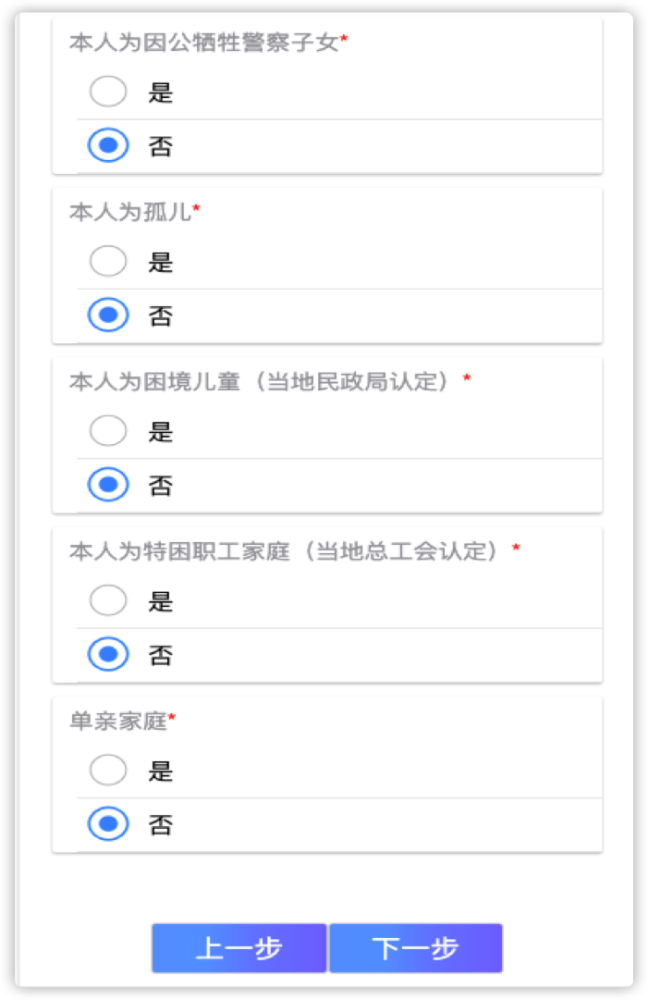 本人为因公牺牲警察子女*
是
否
本人为孤儿*
是
否
本人为困境儿童（当地民政局认定）*
是
否
本人为特困职工家庭（当地总工会认定）*
是
否
单亲家庭*
是
否
上一步 下一步